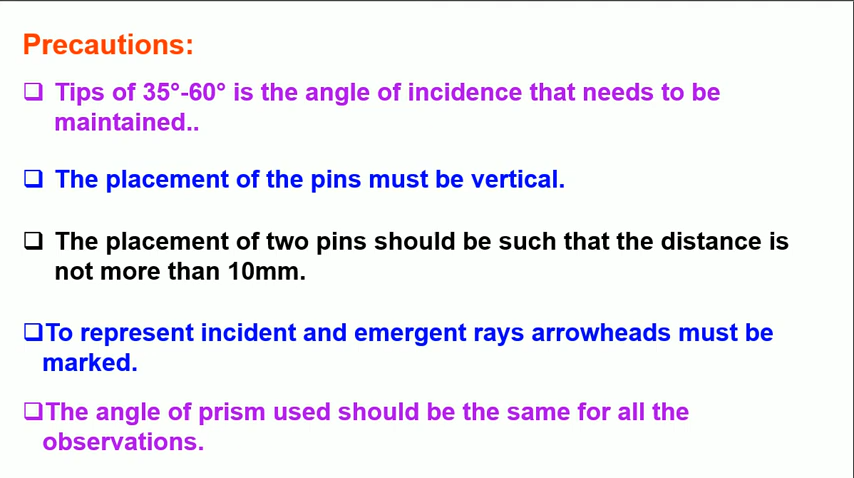 Precautions:
❑ Tips of 35°-60° is the angle of incidence that needs to be
maintained..
❑ The placement of the pins must be vertical.
❑ The placement of two pins should be such that the distance is
not more than 10mm.
❑To represent incident and emergent rays arrowheads must be
marked.
❑The angle of prism used should be the same for all the
observations.